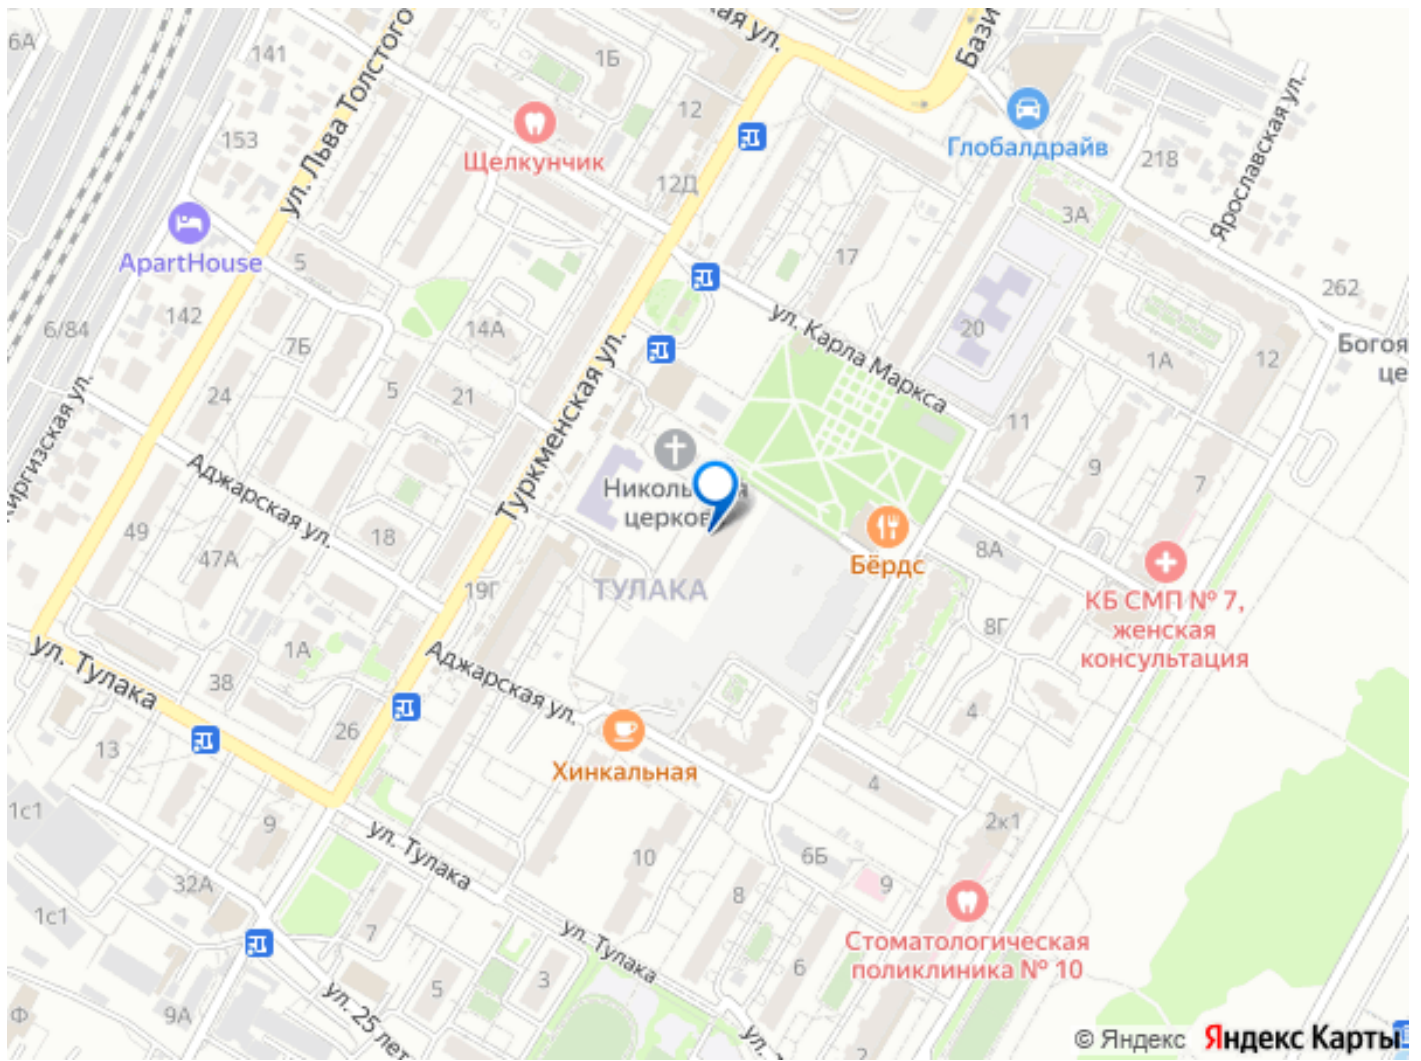 6А
141
1Б
ул. Льва Толстого
ая ул.
Бази
12
153
Щелкунчик
12Д
Глобалдрайв
218
Ярославская ул.
3А
ApartHouse
5
17
142
6/84
7Б
14А
ул. Карла Маркса
20
262
Богоя
це
1А
12
24
5
21
Туркменская ул.
11
иргизская ул.
Аджарская ул.
9
7
49
18
47А
церков
Бёрдс
8А
ТУЛАКА
19Г
КБ СМП № 7,
женская
консультация
8Г
1А
ул. Тулака
38
Аджарская ул.
4
26
13
Хинкальная
4
1с1
9
2к1
ул. Тулака
10
6Б
32А
8
9
1с1
7
ул. Тулака
Стоматологическая
поликлиника № 10
6
3
5
ул. 25 лет
9А
Ф
2
ул.
© Яндекс Яндекс Карты